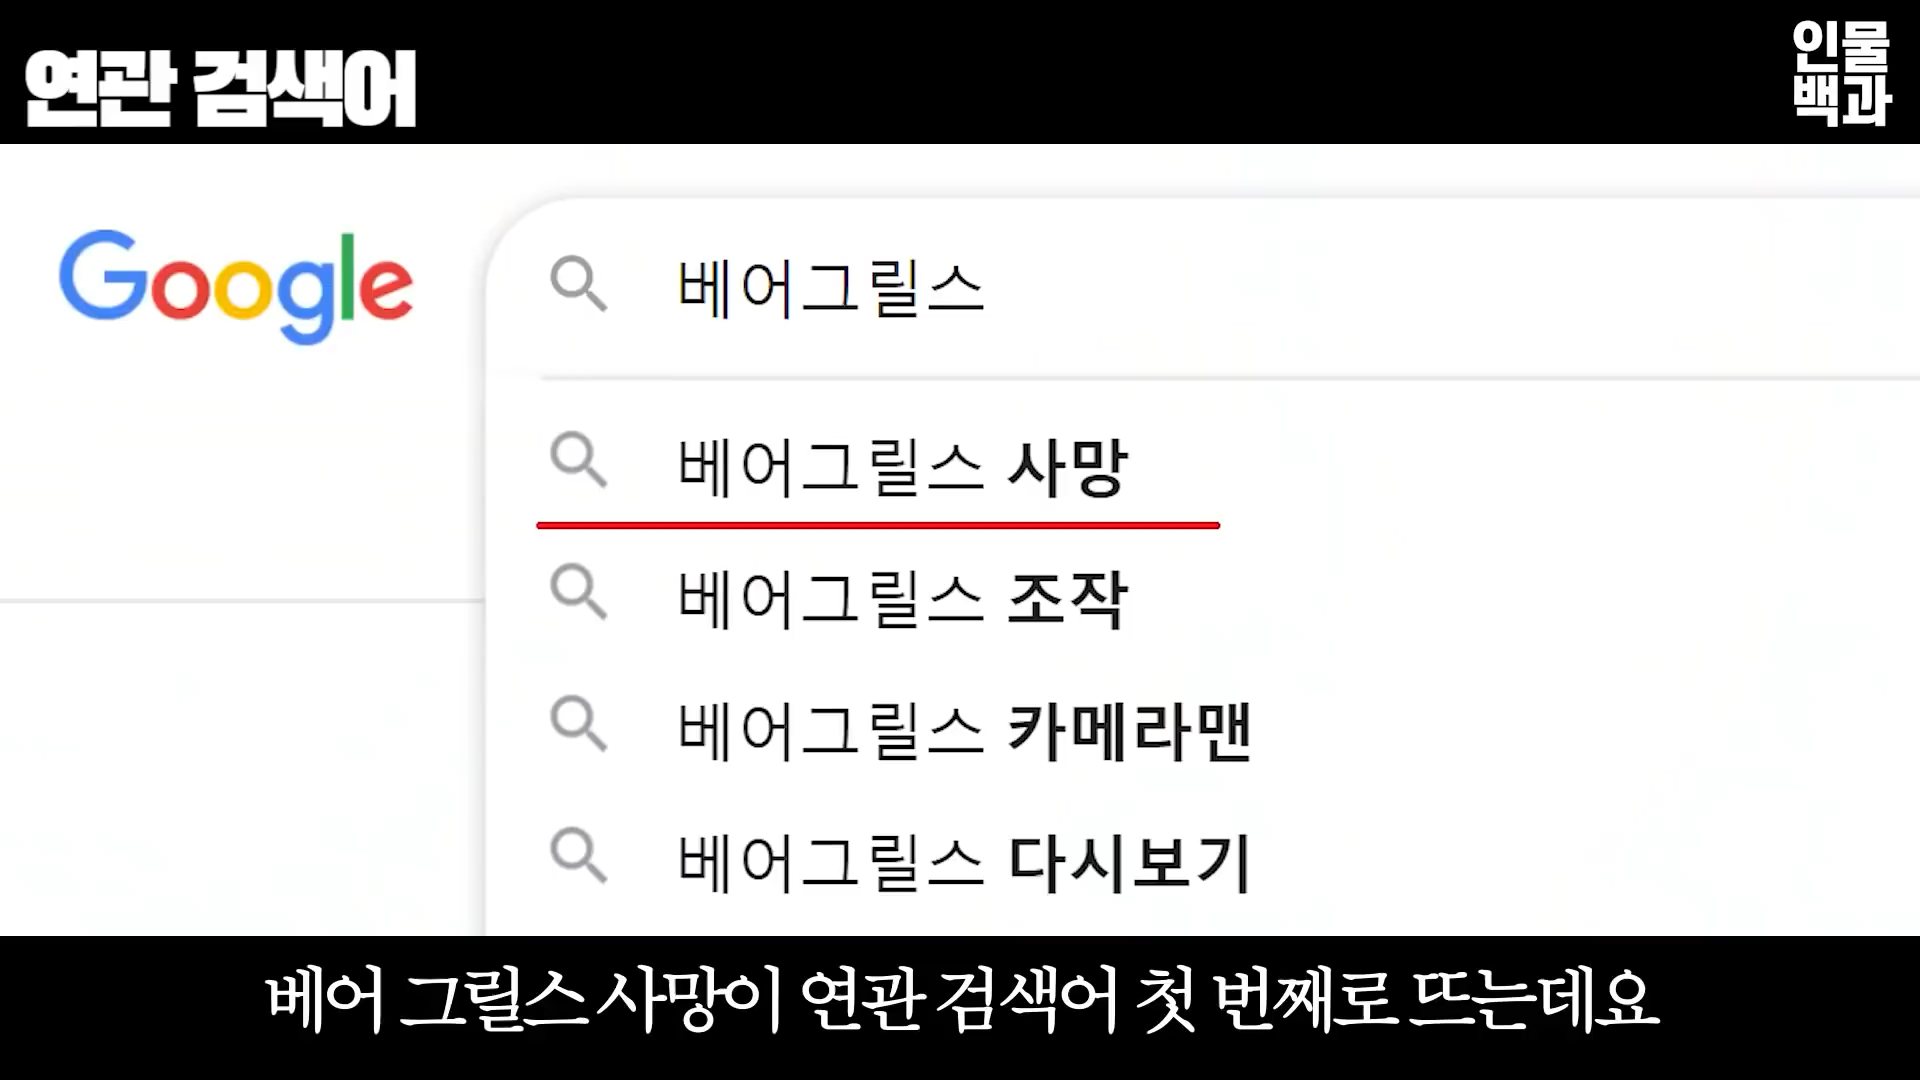 연관 검색어
인물
백과
Google
베어그릴스
베어그릴스 사망
베어그릴스 조작
베어그릴스 카메라맨
베어그릴스 다시보기
베어 그릴스 사망이 연관 검색어 첫 번째로 뜨는데요